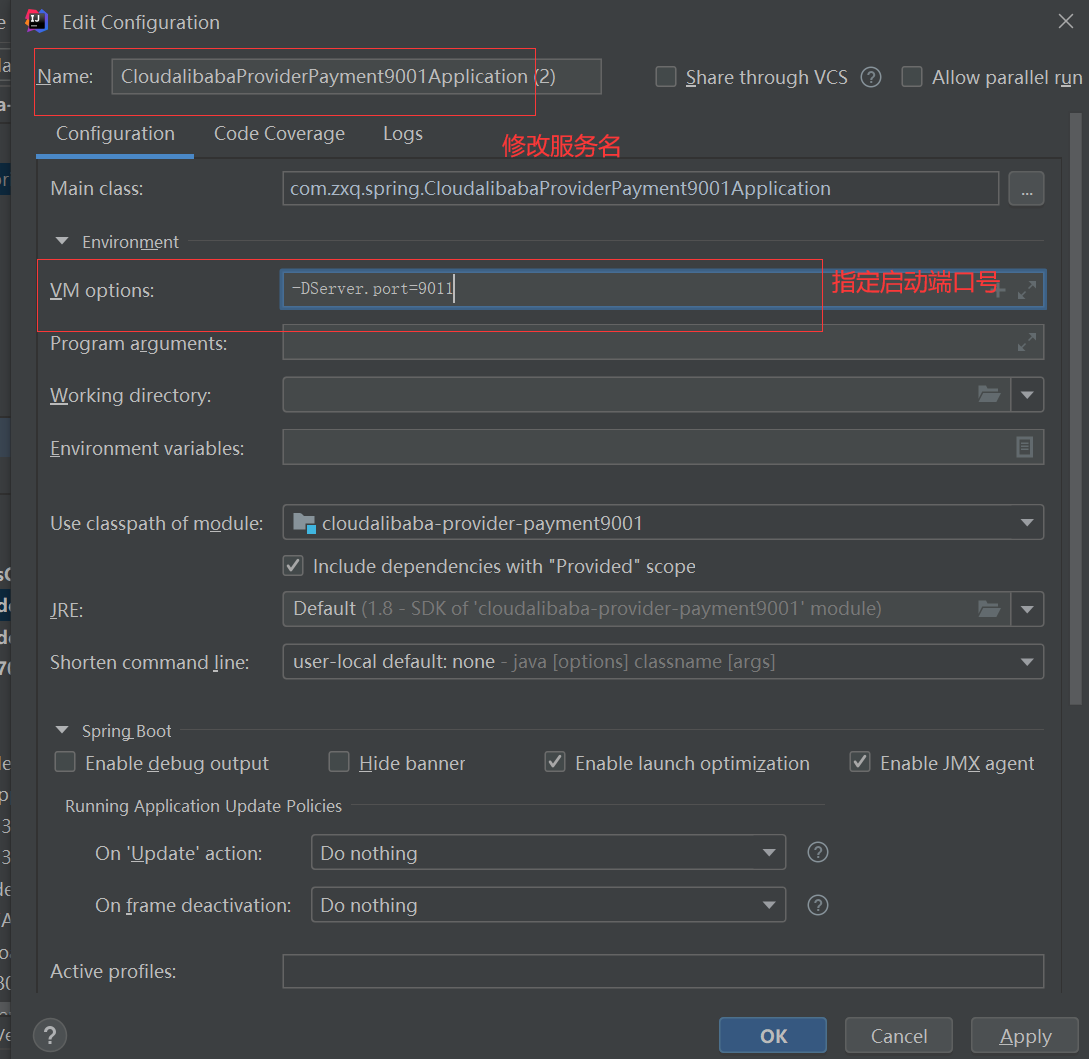 Edit Configuration
Name: CloudalibabaProviderPayment9001Application (2)
Share through VCS ? Allow parallel run
Configuration Code Coverage Logs
修改服务名
Main class: com.zxq.spring.CloudalibabaProviderPayment9001Application ...
Environment
VM options: -DServer.port=9011 指定启动端口号
Program arguments:
Working directory:
Environment variables:
Use classpath of module: cloudalibaba-provider-payment9001
Include dependencies with "Provided" scope
JRE: Default (1.8 - SDK of 'cloudalibaba-provider-payment9001' module)
Shorten command line: user-local default: none - java [options] classname [args]
Spring Boot
Enable debug output Hide banner Enable launch optimization Enable JMX agent
Running Application Update Policies
On 'Update' action: Do nothing ?
On frame deactivation: Do nothing ?
Active profiles:
? OK Cancel Apply